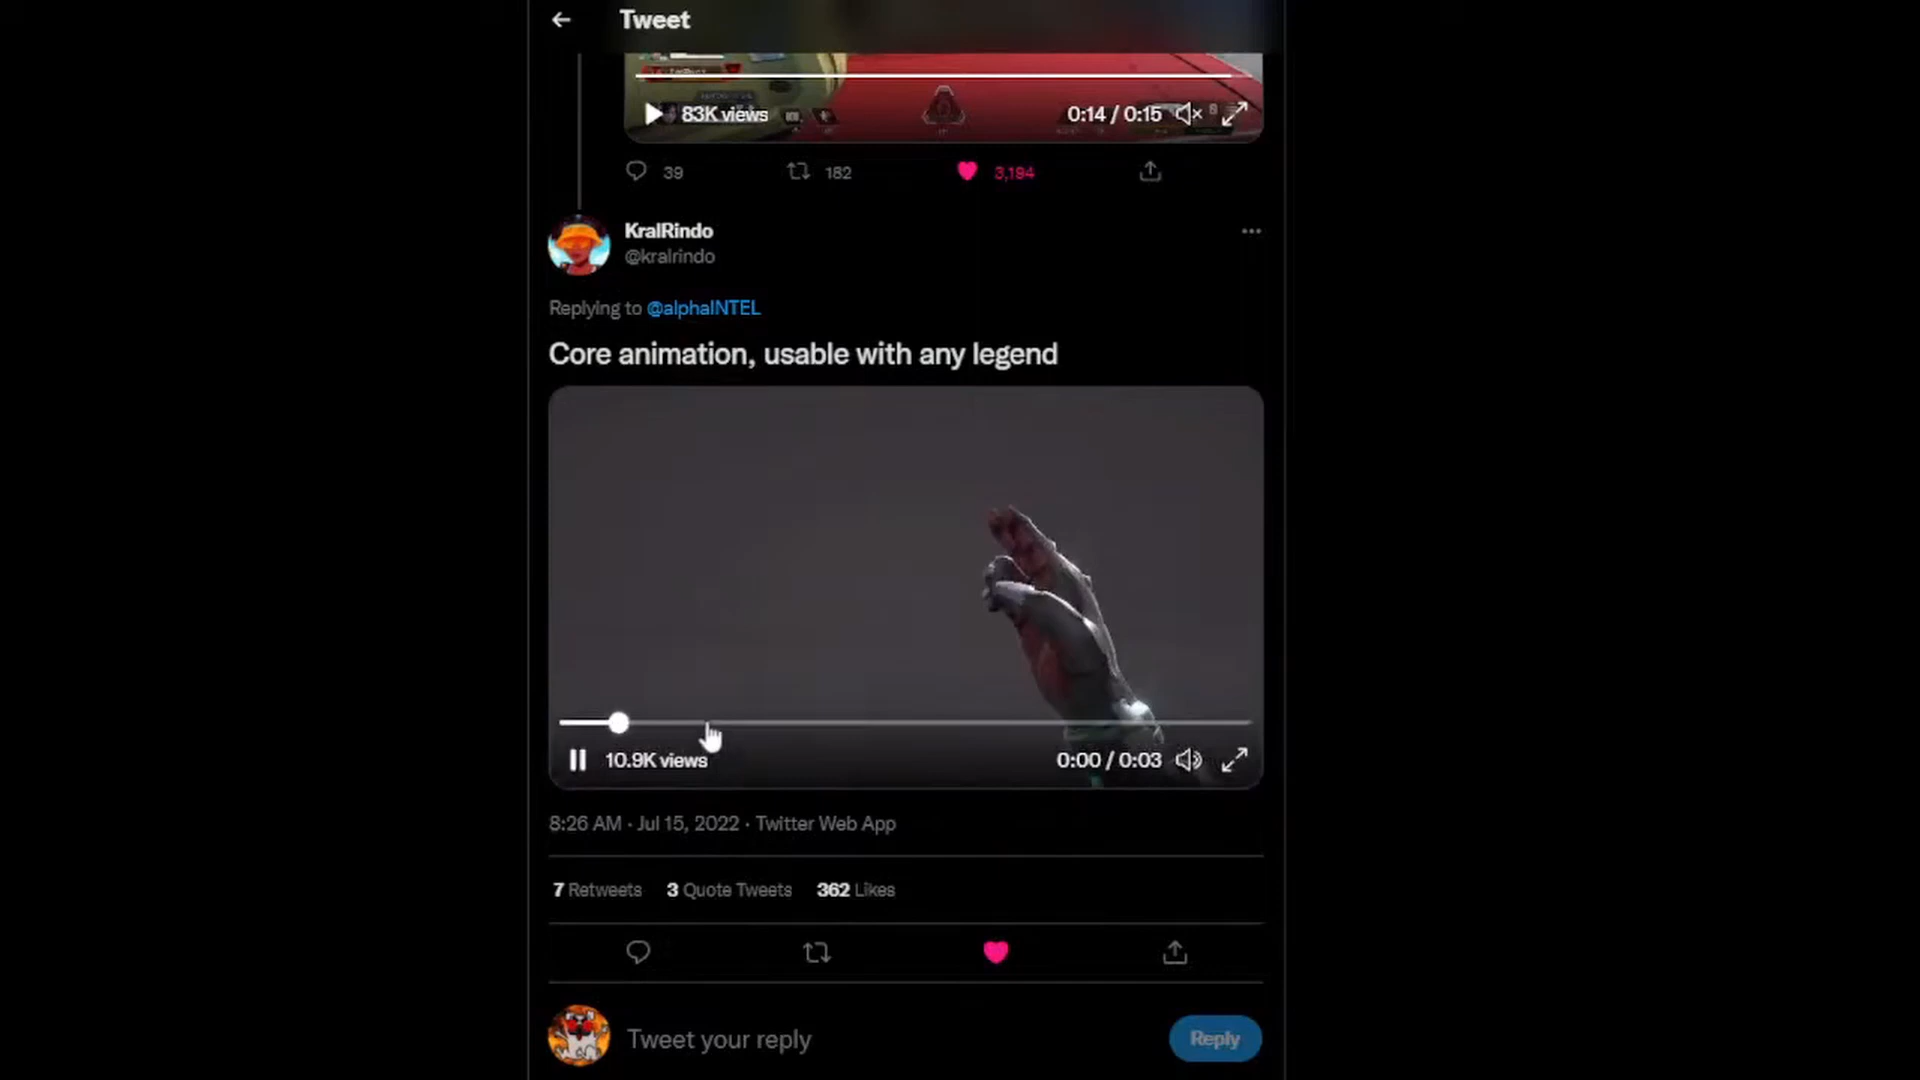 Tweet
83K views
0:14 / 0:15
39
182
3,194
KralRindo
@kralrindo
Replying to @alphaINTEL
Core animation, usable with any legend
10.9K views
0:00 / 0:03
8:26 AM · Jul 15, 2022 · Twitter Web App
7 Retweets 3 Quote Tweets 362 Likes
Tweet your reply
Reply